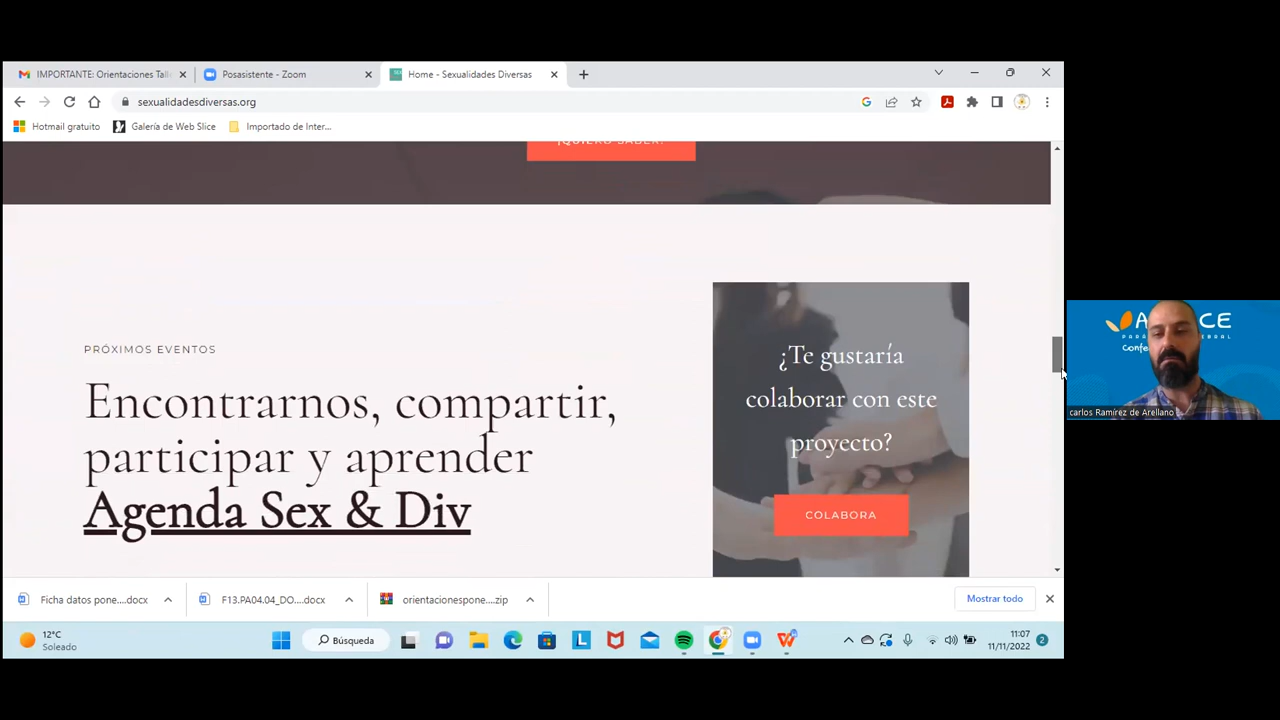 IMPORTANTE: Orientaciones Tall
Posasistente - Zoom
Home - Sexualidades Diversas
sexualidadesdiversas.org
Hotmail gratuito
Galería de Web Slice
Importado de Inter...
¡QUIERO SABER!
PRÓXIMOS EVENTOS
Encontrarnos, compartir,
participar y aprender
Agenda Sex & Div
¿Te gustaría
colaborar con este
proyecto?
COLABORA
carlos Ramírez de Arellano
Ficha datos pone....docx
F13.PA04.04_DO....docx
orientacionespone....zip
Mostrar todo
12°C
Soleado
Búsqueda
11:07
11/11/2022
2